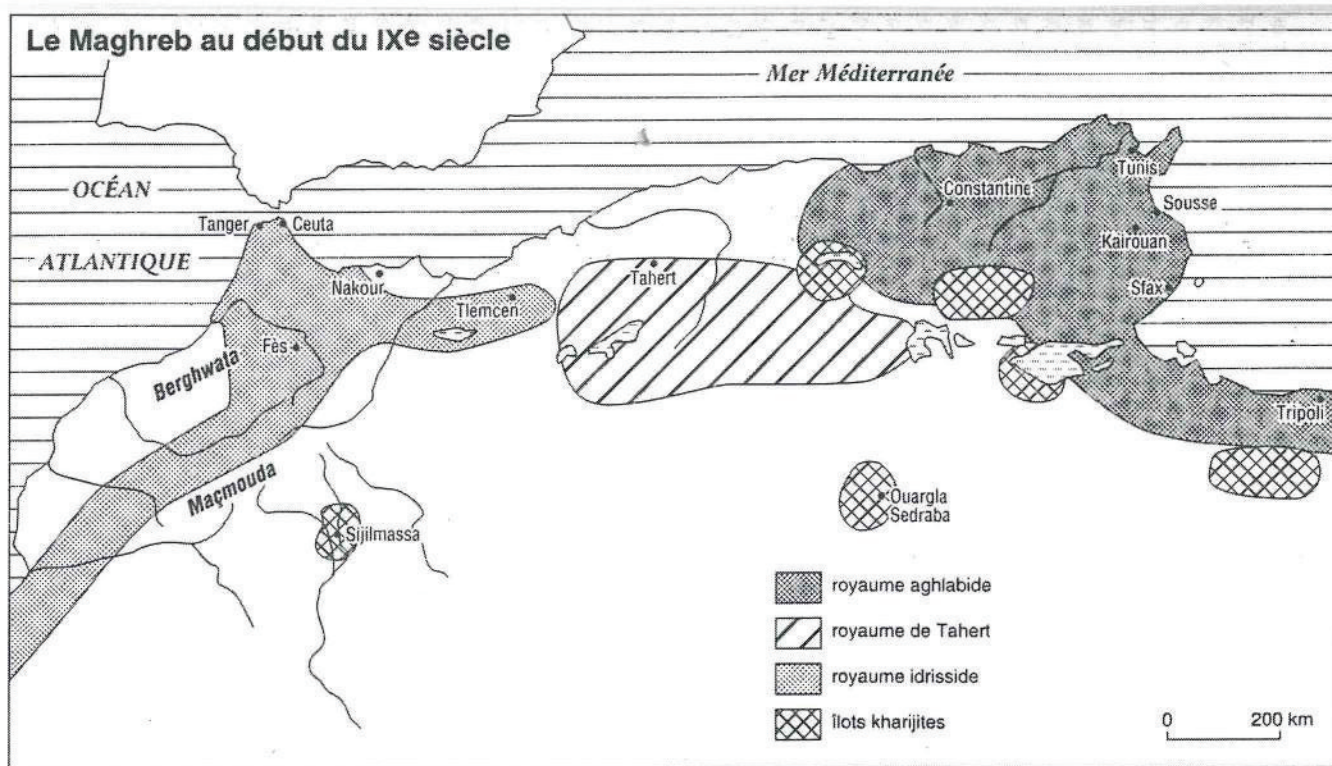 Le Maghreb au début du IXe siècle
Mer Méditerranée
OCÉAN
ATLANTIQUE
Tanger
Ceuta
Nakour
Tlemcen
Tahert
Constantine
Tunis
Sousse
Kairouan
Sfax
Tripoli
Fès
Berghwata
Maçmouda
Sijilmassa
Ouargla
Sedraba
royaume aghlabide
royaume de Tahert
royaume idrisside
îlots kharijites
0 200 km